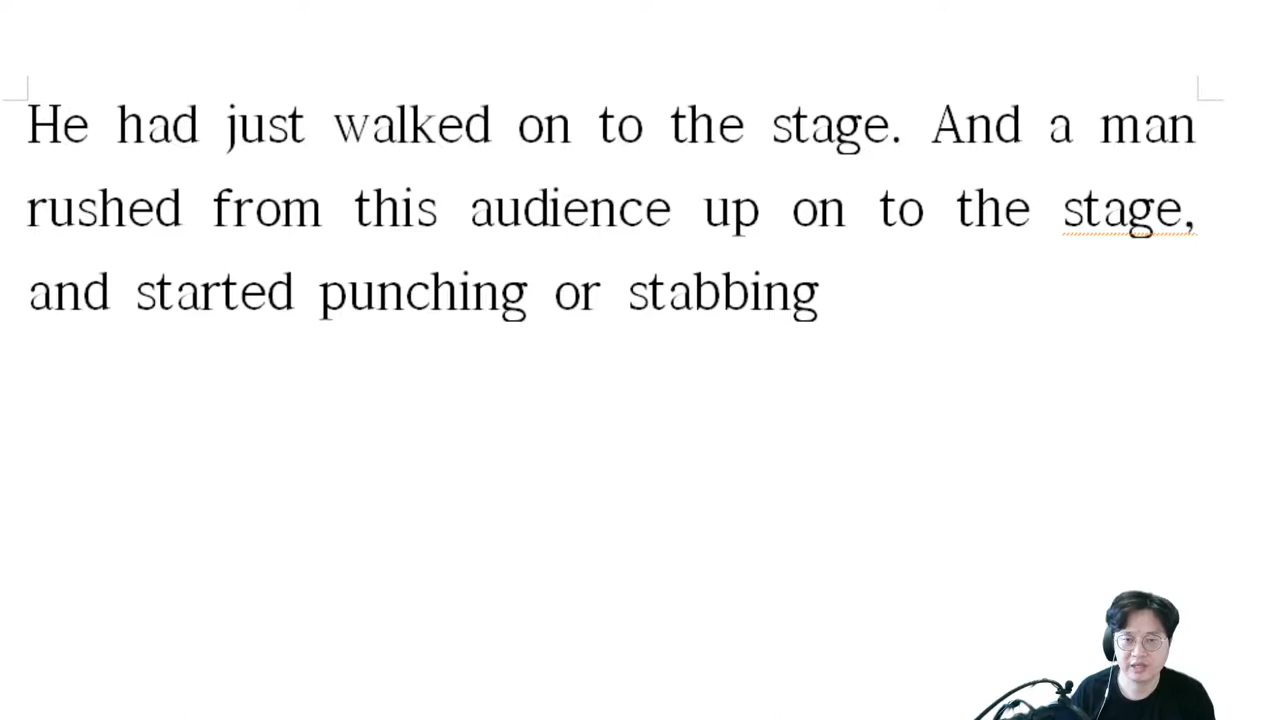 He had just walked on to the stage. And a man
rushed from this audience up on to the stage,
and started punching or stabbing